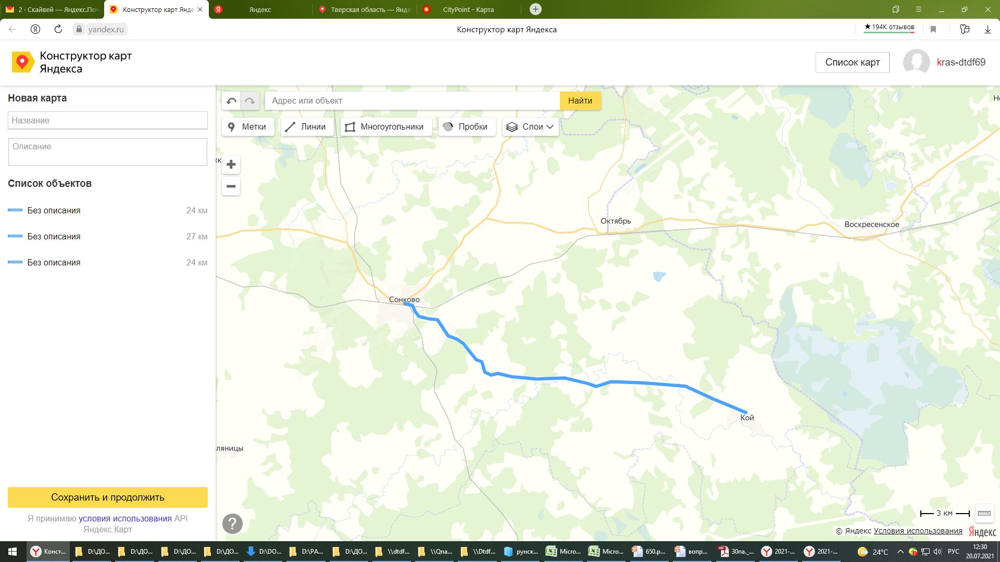 2 · Скайвей — Яндекс.Поч
Конструктор карт Янде
Яндекс
Тверская область — Янде
CityPoint - Карта
yandex.ru
Конструктор карт Яндекса
★ 194K отзывов
Конструктор карт
Яндекса
Список карт
kras-dtdf69
Новая карта
Название
Описание
Список объектов
Без описания 24 км
Без описания 27 км
Без описания 24 км
Сохранить и продолжить
Я принимаю условия использования API
Яндекс.Карт
Адрес или объект
Найти
Метки
Линии
Многоугольники
Пробки
Слои
Октябрь
Воскресенское
Сонково
Кой
ляницы
3 км
© Яндекс Условия использования
Яндекс
?
Конст...
D:\ДО...
D:\ДО...
D:\ДО...
D:\ДО...
D:\DO...
D:\РА...
D:\ДО...
\\dtdf...
\\Qna...
\\Dtdf...
рунск...
Micro...
Micro...
650.p...
вопр...
30па._...
2021-...
2021-...
24°C
РУС
12:30
20.07.2021